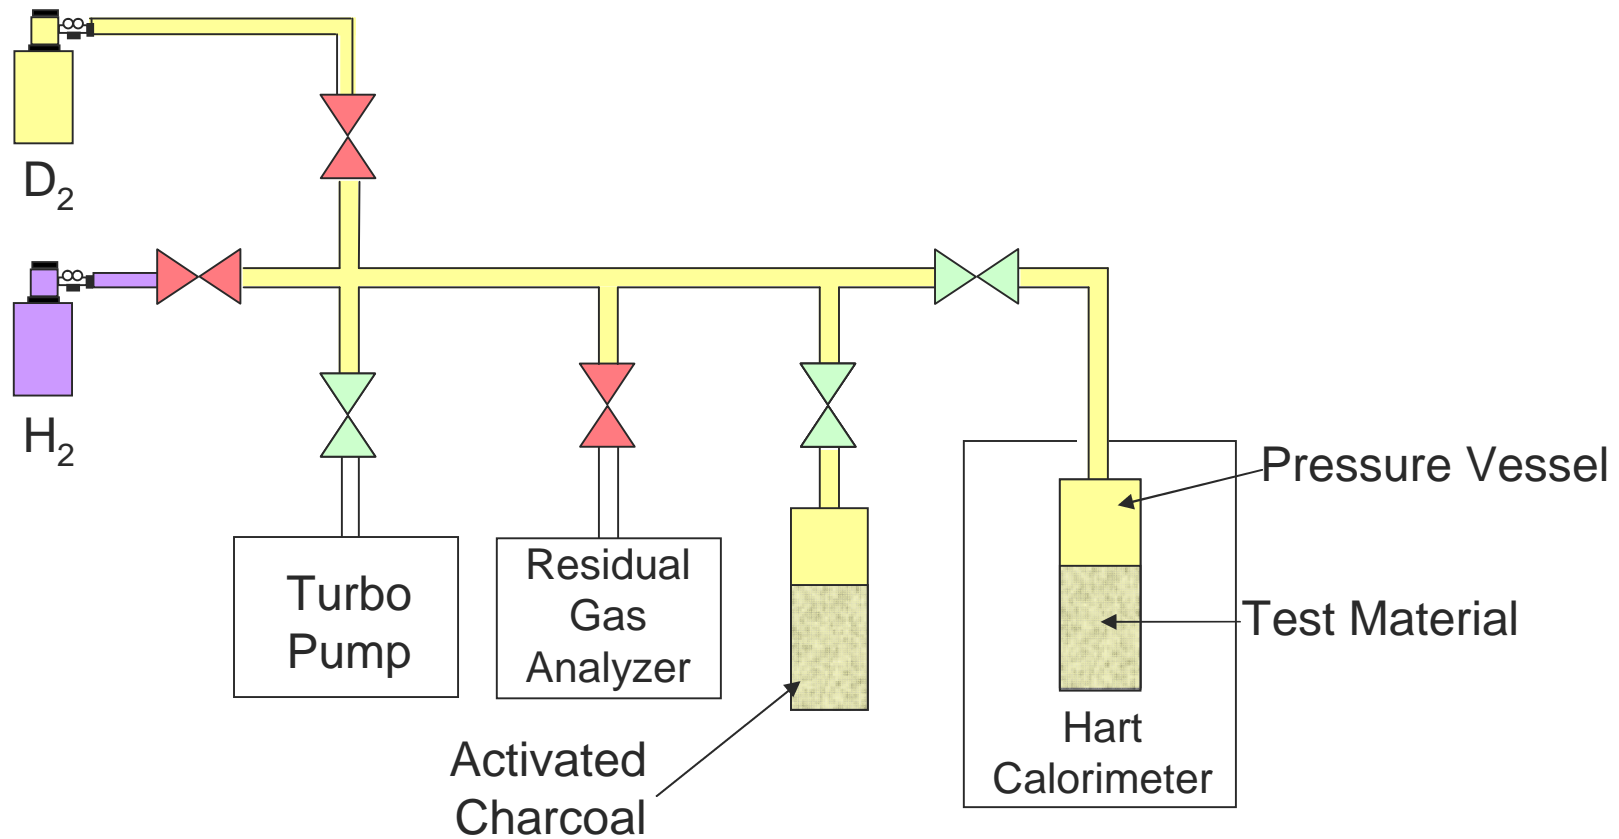 D₂
H₂
Pressure Vessel
Test Material
Turbo
Pump
Residual
Gas
Analyzer
Activated
Charcoal
Hart
Calorimeter